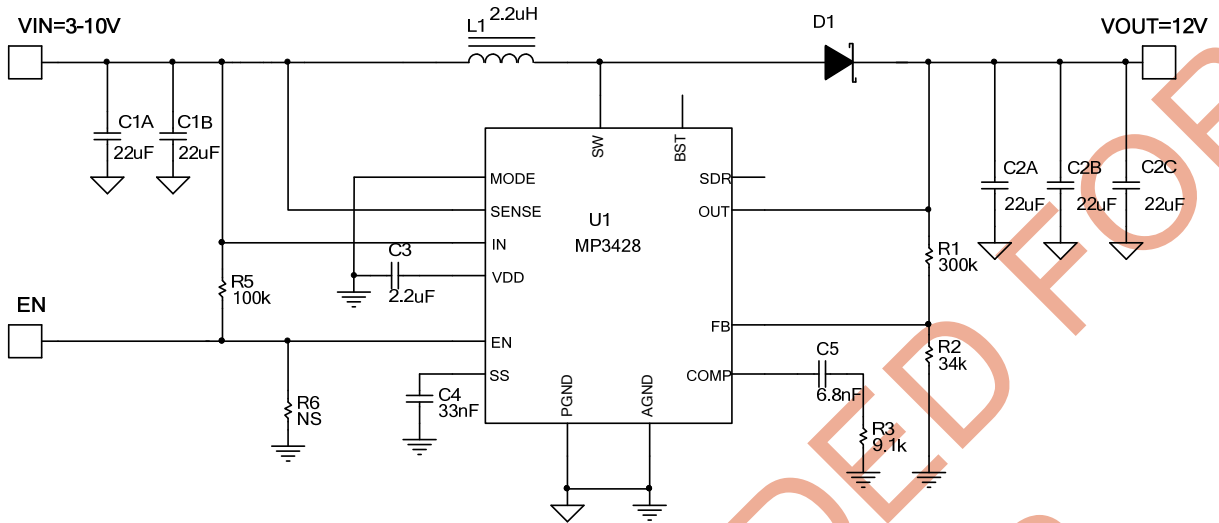 VIN=3-10V
L1
2.2uH
D1
VOUT=12V
C1A
22uF
C1B
22uF
SW
BST
MODE
SENSE
IN
VDD
EN
SS
SDR
OUT
FB
COMP
PGND
AGND
U1
MP3428
C2A
22uF
C2B
22uF
C2C
22uF
C3
2.2uF
R5
100k
R1
300k
EN
R6
NS
C4
33nF
C5
6.8nF
R2
34k
R3
9.1k
DED FOR